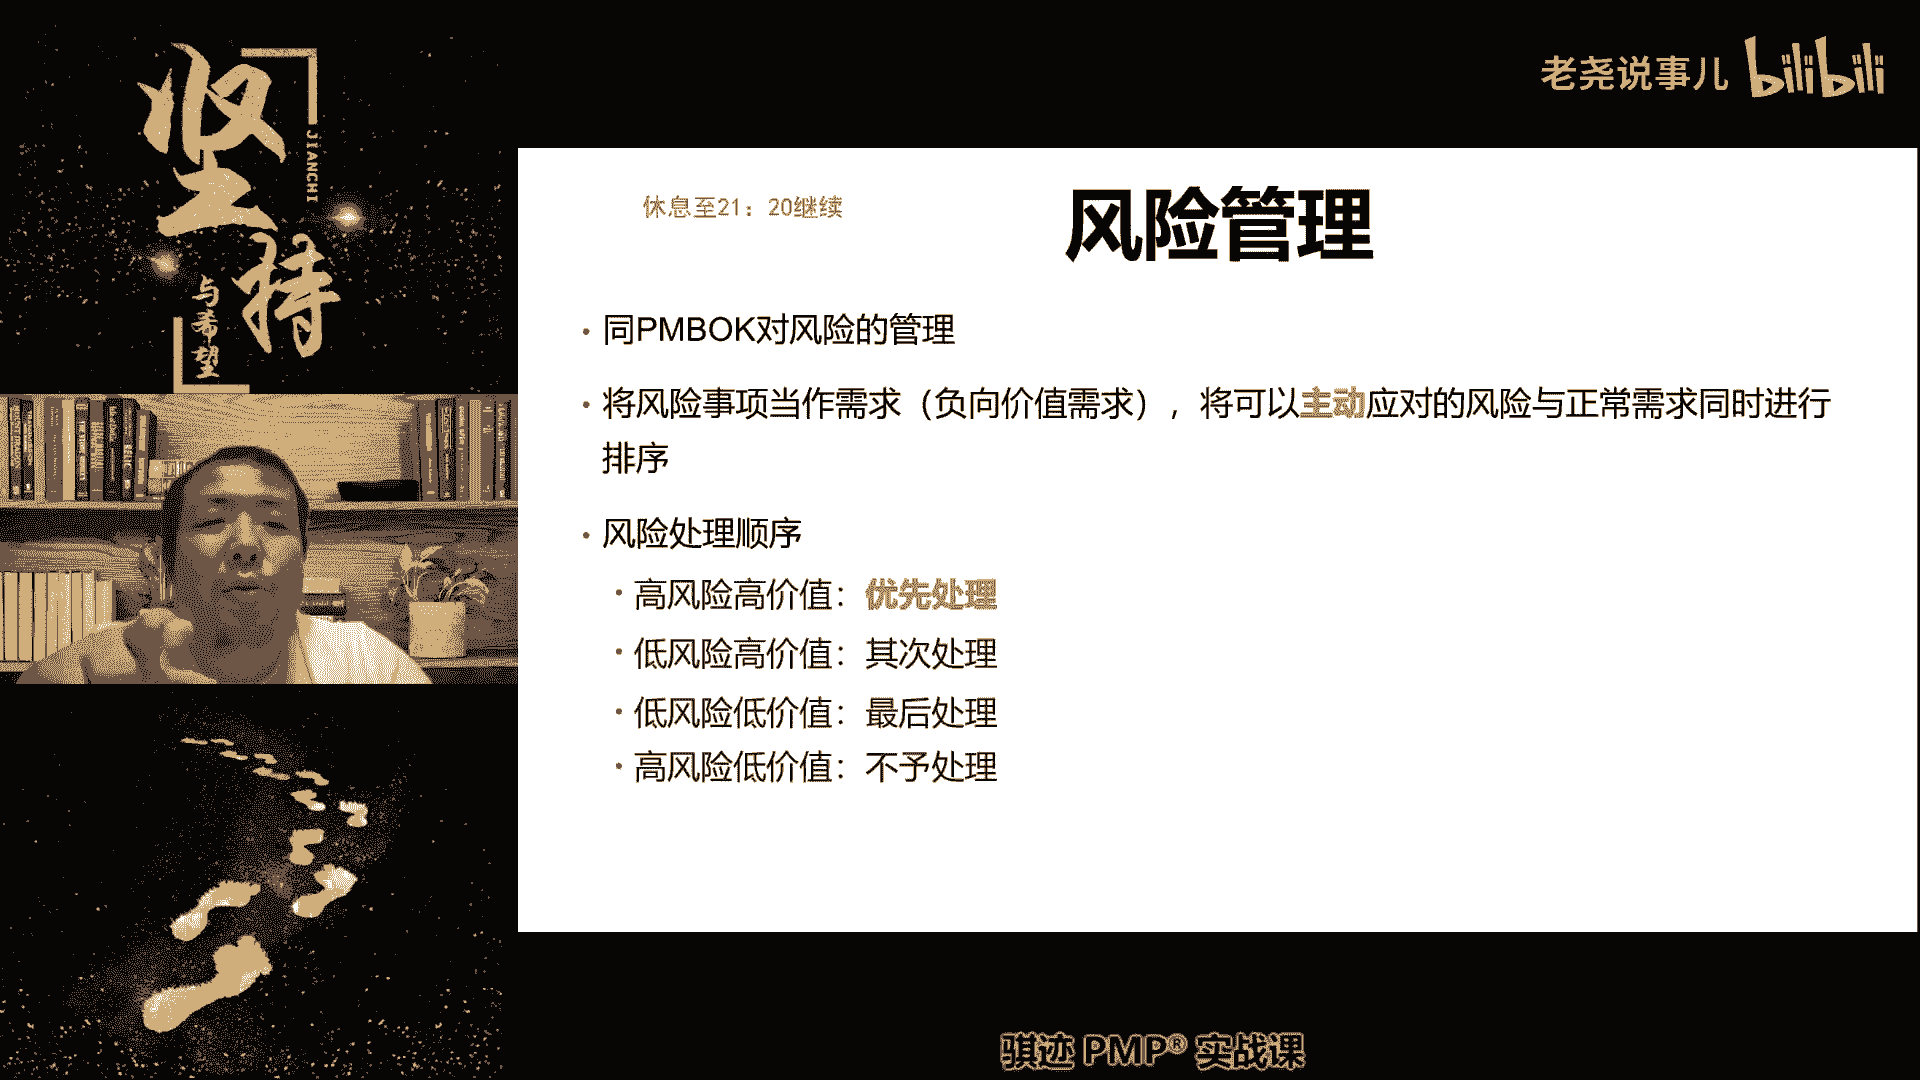 坚持
JIANCHI
与希望
老尧说事儿 bilibili
休息至21：20继续
风险管理
• 同PMBOK对风险的管理
• 将风险事项当作需求（负向价值需求），将可以主动应对的风险与正常需求同时进行
排序
• 风险处理顺序
• 高风险高价值：优先处理
• 低风险高价值：其次处理
• 低风险低价值：最后处理
• 高风险低价值：不予处理
骐迹 PMP® 实战课